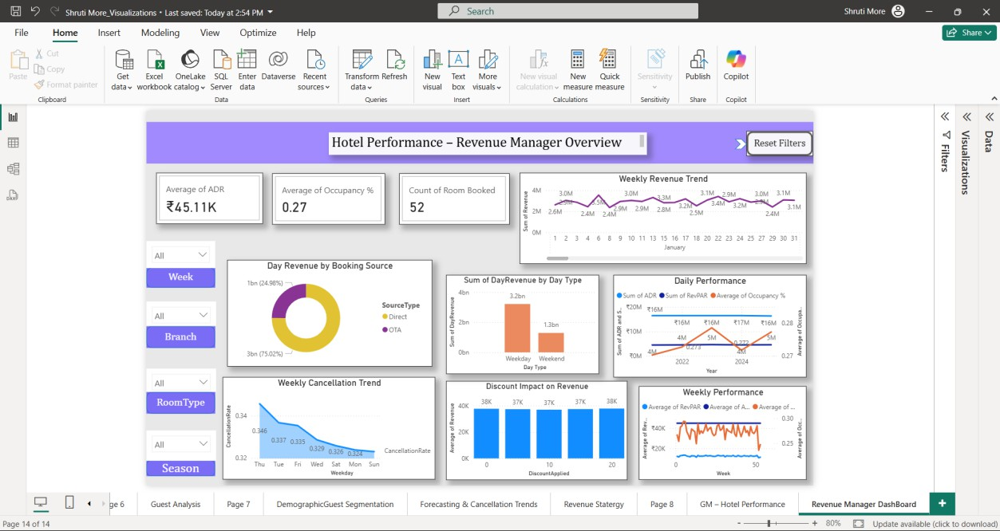 Shruti More_Visualizations • Last saved: Today at 2:54 PM
Search
Shruti More
File Home Insert Modeling View Optimize Help
Share
Paste
Cut
Copy
Format painter
Clipboard
Get data
Excel workbook
OneLake catalog
SQL Server
Enter data
Dataverse
Recent sources
Data
Transform data
Refresh
Queries
New visual
Text box
More visuals
Insert
New visual calculation
New measure
Quick measure
Calculations
Sensitivity
Sensitivity
Publish
Share
Copilot
Copilot
Hotel Performance – Revenue Manager Overview
Reset Filters
Filters
Visualizations
Data
Average of ADR
₹45.11K
Average of Occupancy %
0.27
Count of Room Booked
52
Weekly Revenue Trend
Sum of Revenue
4M
2M
0M
3.0M 3.0M 3.3M 3.1M 2.9M 3.0M 3.1M
2.6M 2.4M 2.4M 2.9M 2.9M 2.8M 3.2M 2.5M 3.4M 3.2M 2.4M 3.1M
1 2 3 4 6 8 9 10 11 13 15 16 17 18 20 22 24 25 27 29 30 31
January
All
Week
All
Branch
All
RoomType
All
Season
Day Revenue by Booking Source
1bn (24.98%)
3bn (75.02%)
SourceType
Direct
OTA
Sum of DayRevenue by Day Type
Sum of DayRevenue
4bn
2bn
0bn
3.2bn
1.3bn
Weekday Weekend
Day Type
Daily Performance
Sum of ADR Sum of RevPAR Average of Occupancy %
Sum of ADR and S..
₹20M
₹10M
₹0M
₹16M
₹16M ₹16M ₹17M ₹16M
4M 4M 5M 4M 5M
0.273 0.272
0.28
0.27
Average of Occupa..
2022 2024
Year
Weekly Cancellation Trend
CancellationRate
0.34
0.32
0.346 0.337 0.335 0.329 0.326 0.324
CancellationRate
Thu Tue Fri Wed Sat Mon Sun
Weekday
Discount Impact on Revenue
Average of Revenue
40K
20K
0K
38K 37K 37K 37K 38K
0 10 20
DiscountApplied
Weekly Performance
Average of RevPAR Average of A... Average of ...
Average of Rev..
₹40K
₹20K
0.30
0.25
Average of Occ..
0 50
Week
ge 6
Guest Analysis
Page 7
DemographicGuest Segmentation
Forecasting & Cancellation Trends
Revenue Statergy
Page 8
GM – Hotel Performance
Revenue Manager DashBoard
+
Page 14 of 14
- + 80%
Update available (click to download)